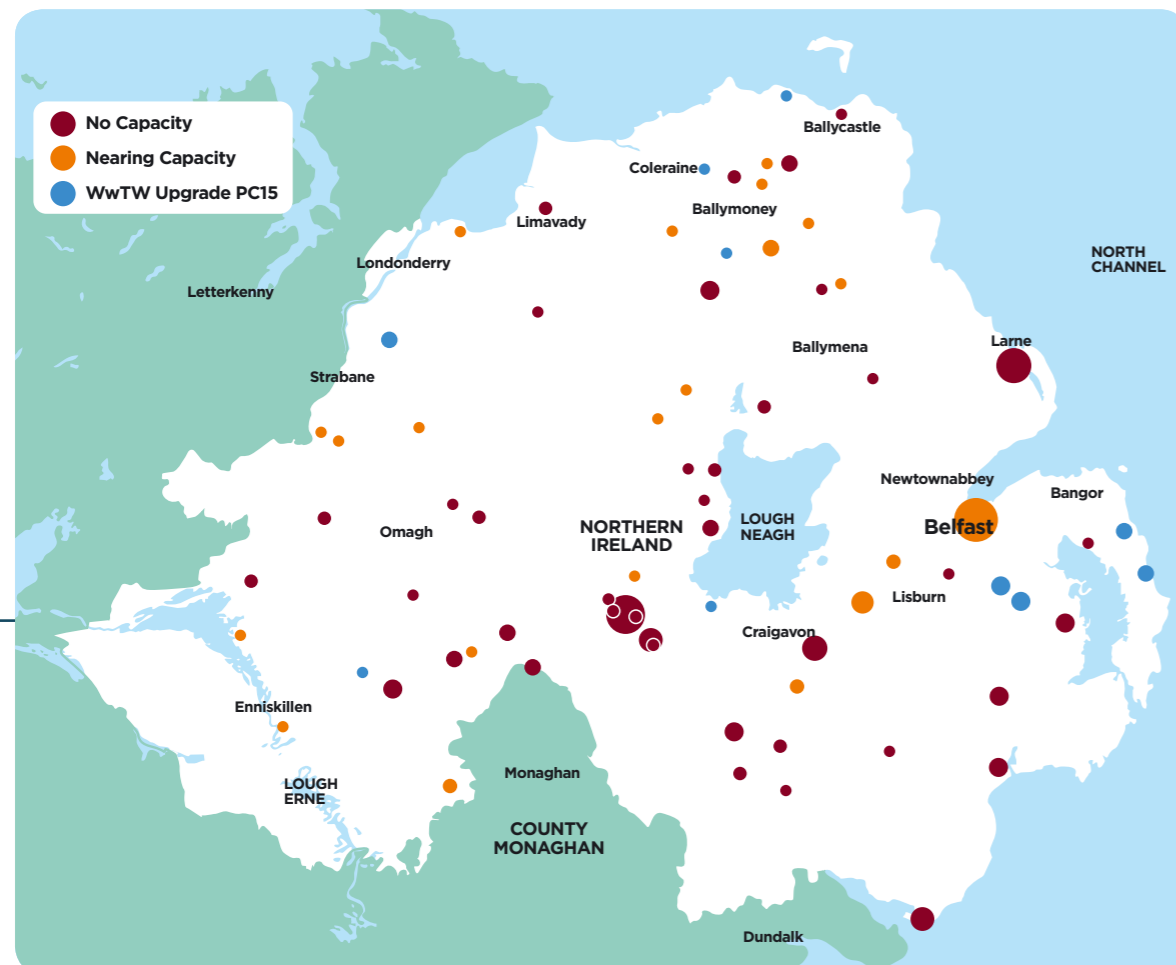 No Capacity
Nearing Capacity
WwTW Upgrade PC15
Ballycastle
Coleraine
Ballymoney
Limavady
Londonderry
NORTH
CHANNEL
Letterkenny
Larne
Ballymena
Strabane
Newtownabbey
Bangor
Omagh
NORTHERN
IRELAND
LOUGH
NEAGH
Belfast
Lisburn
Craigavon
Enniskillen
LOUGH
ERNE
Monaghan
COUNTY
MONAGHAN
Dundalk